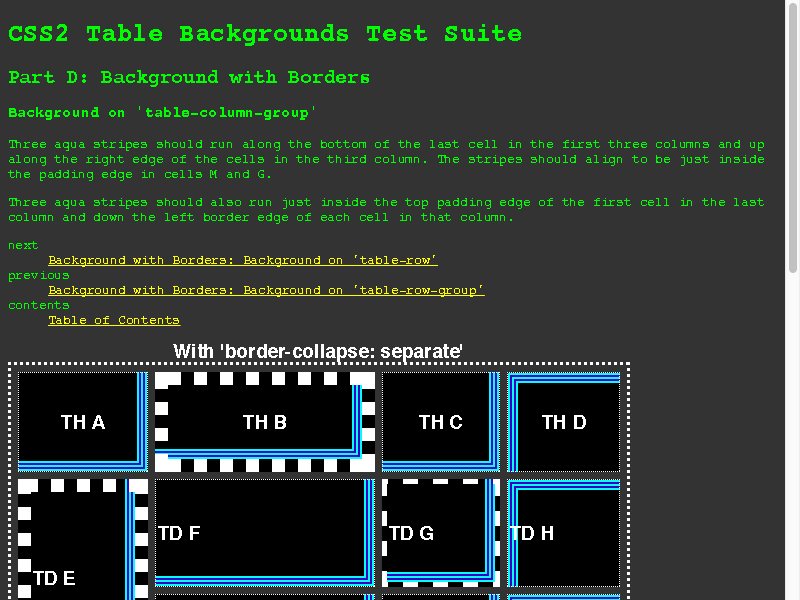 CSS2 Table Backgrounds Test Suite
Part D: Background with Borders
Background on 'table-column-group'
Three aqua stripes should run along the bottom of the last cell in the first three columns and up
along the right edge of the cells in the third column. The stripes should align to be just inside
the padding edge in cells M and G.
Three aqua stripes should also run just inside the top padding edge of the first cell in the last
column and down the left border edge of each cell in that column.
next
Background with Borders: Background on 'table-row'
previous
Background with Borders: Background on 'table-row-group'
contents
Table of Contents
With 'border-collapse: separate'
TH A
TH B
TH C
TH D
TD E
TD F
TD G
TD H